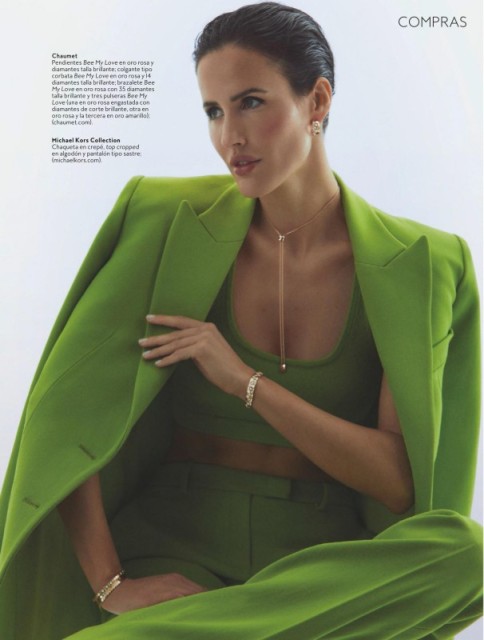 COMPRAS
Chaumet
Pendientes Bee My Love en oro rosa y
diamantes talla brillante; colgante tipo
corbata Bee My Love en oro rosa y 14
diamantes talla brillante; brazalete Bee
My Love en oro rosa con 35 diamantes
talla brillante y tres pulseras Bee My
Love (una en oro rosa engastada con
diamantes de corte brillante, otra en
oro rosa y la tercera en oro amarillo);
(chaumet.com).
Michael Kors Collection
Chaqueta en crepé, top cropped
en algodón y pantalón tipo sastre;
(michaelkors.com).